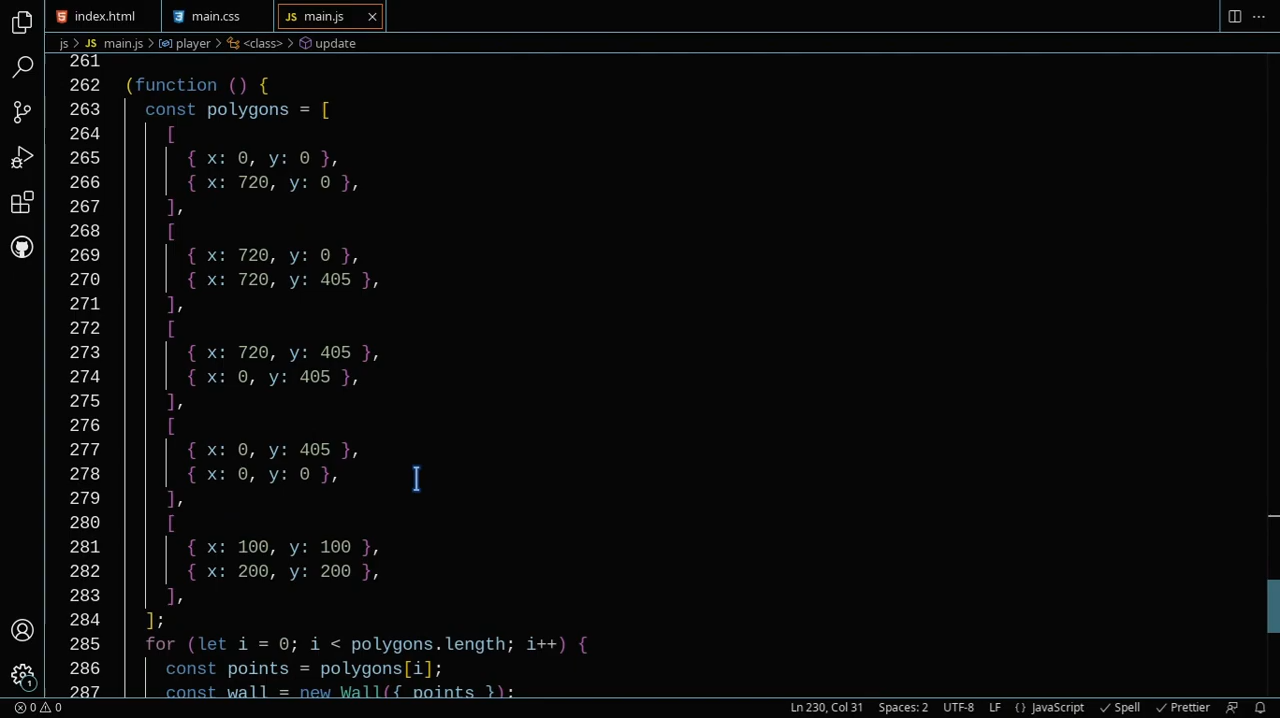 index.html main.css JS main.js
js > JS main.js > player > <class> > update
261
262 (function () {
263 const polygons = [
264 [
265 { x: 0, y: 0 },
266 { x: 720, y: 0 },
267 ],
268 [
269 { x: 720, y: 0 },
270 { x: 720, y: 405 },
271 ],
272 [
273 { x: 720, y: 405 },
274 { x: 0, y: 405 },
275 ],
276 [
277 { x: 0, y: 405 },
278 { x: 0, y: 0 },
279 ],
280 [
281 { x: 100, y: 100 },
282 { x: 200, y: 200 },
283 ],
284 ];
285 for (let i = 0; i < polygons.length; i++) {
286 const points = polygons[i];
287 const wall = new Wall({ points });
1
0 0 Ln 230, Col 31 Spaces: 2 UTF-8 LF {} JavaScript Spell Prettier